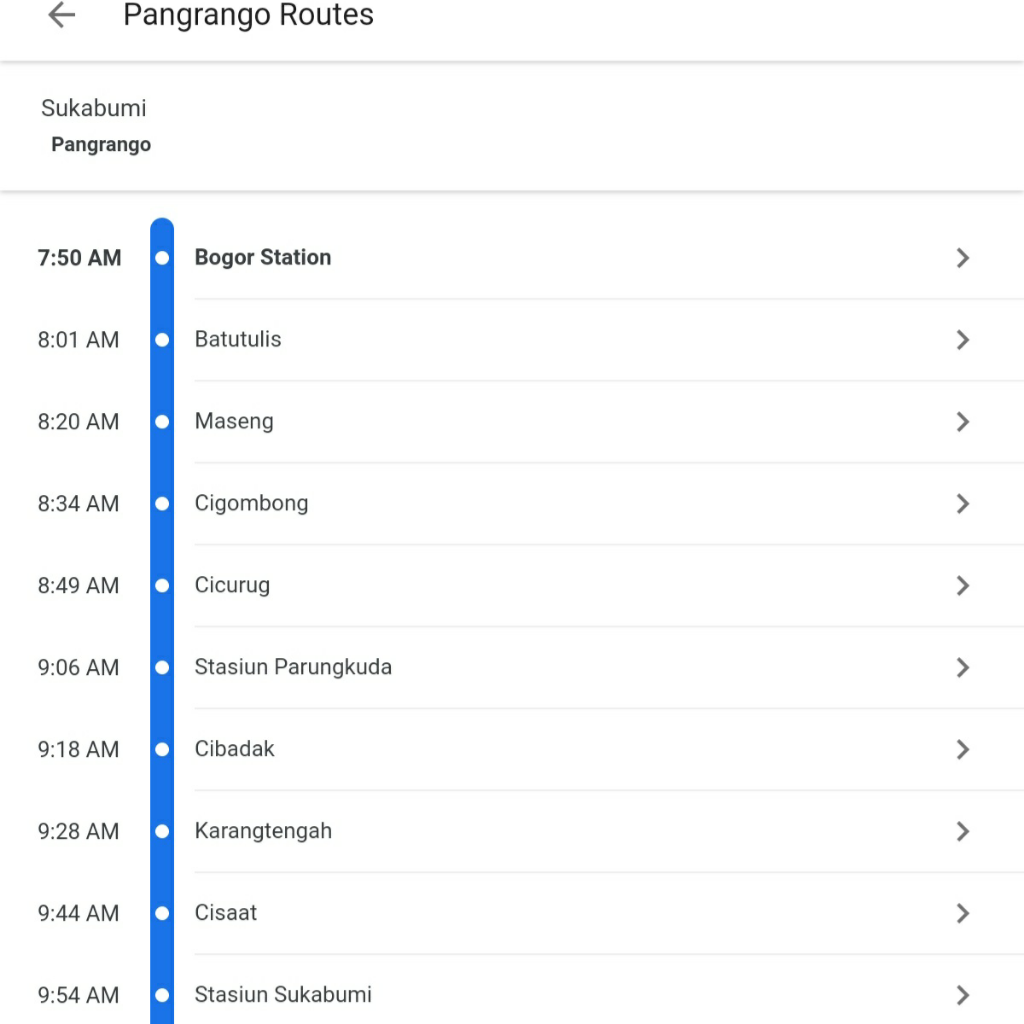 Pangrango Routes
Sukabumi
Pangrango
7:50 AM Bogor Station
8:01 AM Batutulis
8:20 AM Maseng
8:34 AM Cigombong
8:49 AM Cicurug
9:06 AM Stasiun Parungkuda
9:18 AM Cibadak
9:28 AM Karangtengah
9:44 AM Cisaat
9:54 AM Stasiun Sukabumi